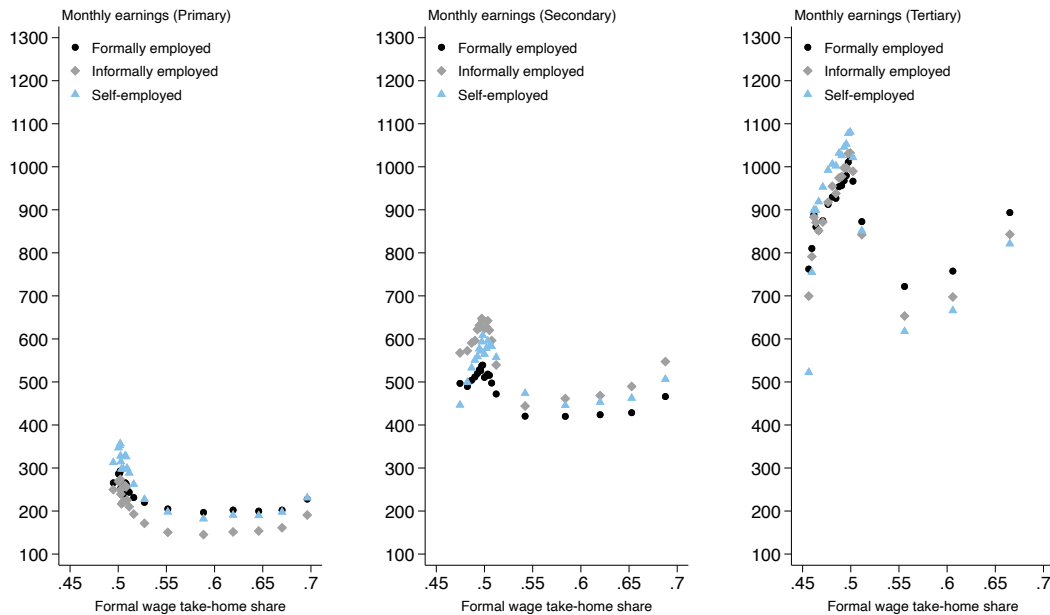 Monthly earnings (Primary)
1300
1200
1100
1000
900
800
700
600
500
400
300
200
100
Formally employed
Informally employed
Self-employed
.45 .5 .55 .6 .65 .7
Formal wage take-home share
Monthly earnings (Secondary)
1300
1200
1100
1000
900
800
700
600
500
400
300
200
100
Formally employed
Informally employed
Self-employed
.45 .5 .55 .6 .65 .7
Formal wage take-home share
Monthly earnings (Tertiary)
1300
1200
1100
1000
900
800
700
600
500
400
300
200
100
Formally employed
Informally employed
Self-employed
.45 .5 .55 .6 .65 .7
Formal wage take-home share